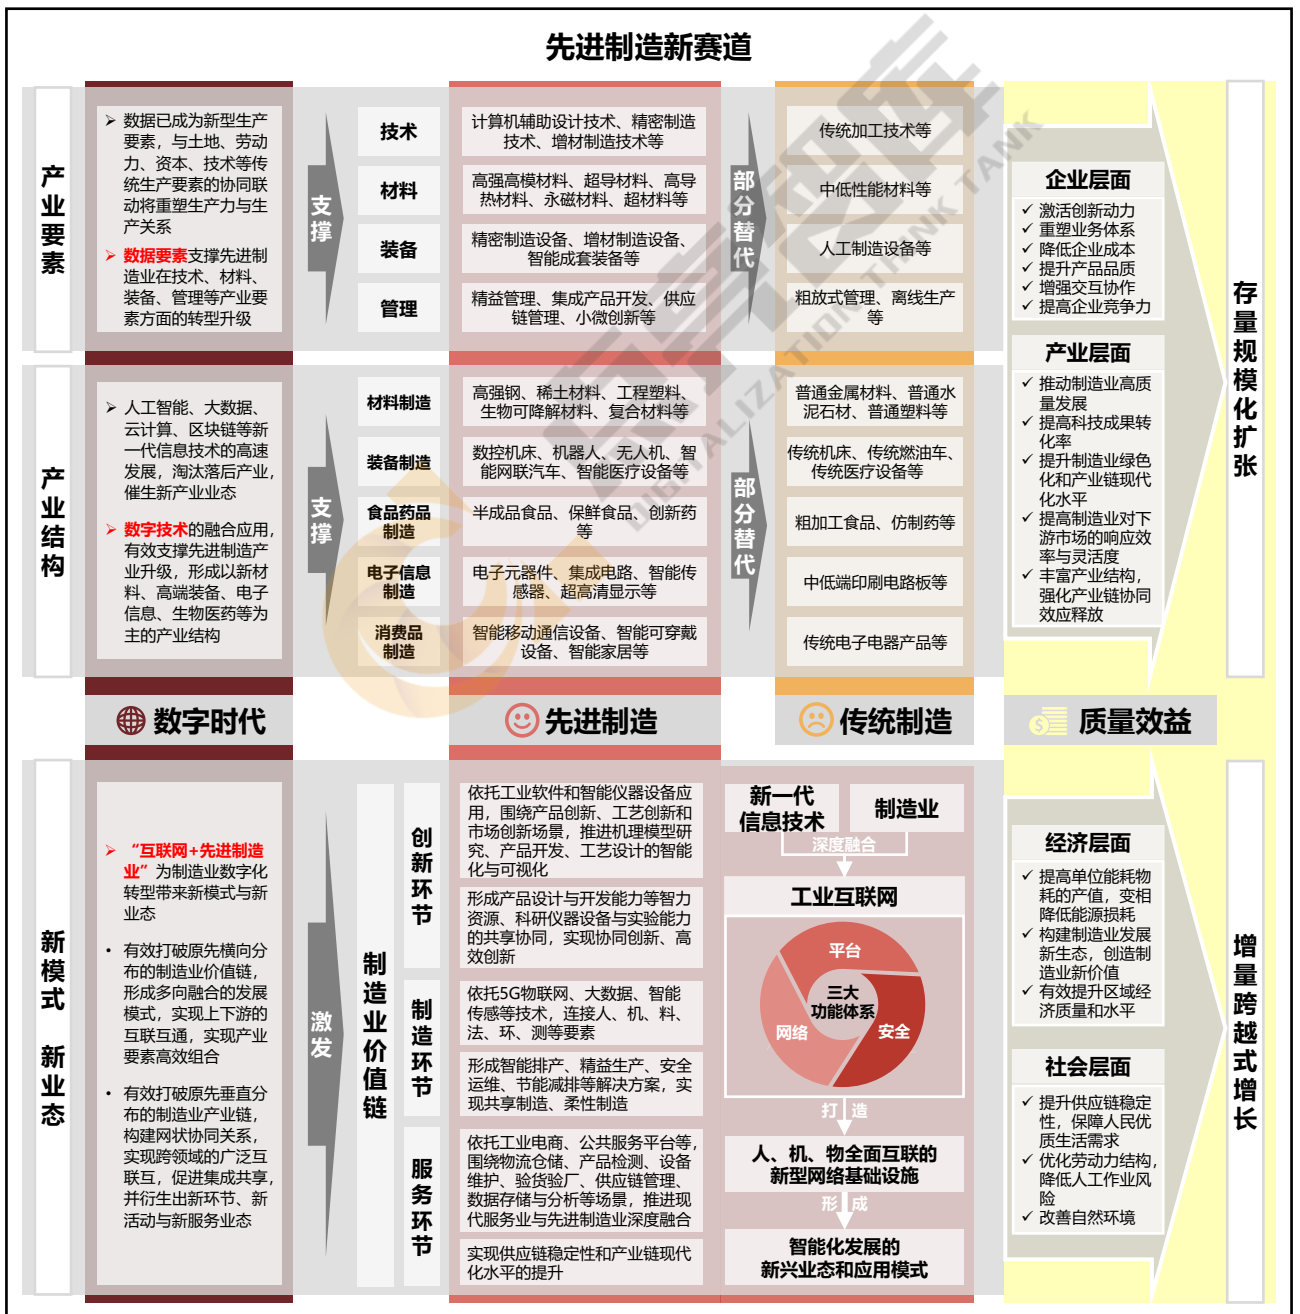 先进制造新赛道
产业要素
➢ 数据已成为新型生产
要素，与土地、劳动
力、资本、技术等传
统生产要素的协同联
动将重塑生产力与生
产关系
➢ 数据要素支撑先进制
造业在技术、材料、
装备、管理等产业要
素方面的转型升级
支撑
技术
计算机辅助设计技术、精密制造
技术、增材制造技术等
材料
高强高模材料、超导材料、高导
热材料、永磁材料、超材料等
装备
精密制造设备、增材制造设备、
智能成套装备等
管理
精益管理、集成产品开发、供应
链管理、小微创新等
部分替代
传统加工技术等
中低性能材料等
人工制造设备等
粗放式管理、离线生产
等
产业结构
➢ 人工智能、大数据、
云计算、区块链等新
一代信息技术的高速
发展，淘汰落后产业，
催生新产业业态
➢ 数字技术的融合应用，
有效支撑先进制造产
业升级，形成以新材
料、高端装备、电子
信息、生物医药等为
主的产业结构
支撑
材料制造
高强钢、稀土材料、工程塑料、
生物可降解材料、复合材料等
装备制造
数控机床、机器人、无人机、智
能网联汽车、智能医疗设备等
食品药品
制造
半成品食品、保鲜食品、创新药
等
电子信息
制造
电子元器件、集成电路、智能传
感器、超高清显示等
消费品
制造
智能移动通信设备、智能可穿戴
设备、智能家居等
部分替代
普通金属材料、普通水
泥石材、普通塑料等
传统机床、传统燃油车、
传统医疗设备等
粗加工食品、仿制药等
中低端印刷电路板等
传统电子电器产品等
企业层面
✓ 激活创新动力
✓ 重塑业务体系
✓ 降低企业成本
✓ 提升产品品质
✓ 增强交互协作
✓ 提高企业竞争力
产业层面
✓ 推动制造业高质
量发展
✓ 提高科技成果转
化率
✓ 提升制造业绿色
化和产业链现代
化水平
✓ 提高制造业对下
游市场的响应效
率与灵活度
✓ 丰富产业结构，
强化产业链协同
效应释放
存量规模化扩张
数字时代
先进制造
传统制造
质量效益
新模式 新业态
➢ “互联网+先进制造
业”为制造业数字化
转型带来新模式与新
业态
• 有效打破原先横向分
布的制造业价值链，
形成多向融合的发展
模式，实现上下游的
互联互通，实现产业
要素高效组合
• 有效打破原先垂直分
布的制造业产业链，
构建网状协同关系，
实现跨领域的广泛互
联互，促进集成共享，
并衍生出新环节、新
活动与新服务业态
激发
制造业价值链
创新环节
依托工业软件和智能仪器设备应
用，围绕产品创新、工艺创新和
市场创新场景，推进机理模型研
究、产品开发、工艺设计的智能
化与可视化
形成产品设计与开发能力等智力
资源、科研仪器设备与实验能力
的共享协同，实现协同创新、高
效创新
制造环节
依托5G物联网、大数据、智能
传感等技术，连接人、机、料、
法、环、测等要素
形成智能排产、精益生产、安全
运维、节能减排等解决方案，实
现共享制造、柔性制造
服务环节
依托工业电商、公共服务平台等，
围绕物流仓储、产品检测、设备
维护、验货验厂、供应链管理、
数据存储与分析等场景，推进现
代服务业与先进制造业深度融合
实现供应链稳定性和产业链现代
化水平的提升
新一代
信息技术
制造业
深度融合
工业互联网
平台
三大
功能体系
网络
安全
打 造
人、机、物全面互联的
新型网络基础设施
形 成
智能化发展的
新兴业态和应用模式
经济层面
✓ 提高单位能耗物
耗的产值，变相
降低能源损耗
✓ 构建制造业发展
新生态，创造制
造业新价值
✓ 有效提升区域经
济质量和水平
社会层面
✓ 提升供应链稳定
性，保障人民优
质生活需求
✓ 优化劳动力结构，
降低人工作业风
险
✓ 改善自然环境
增量跨越式增长
DIGITALIZATION THINK TANK